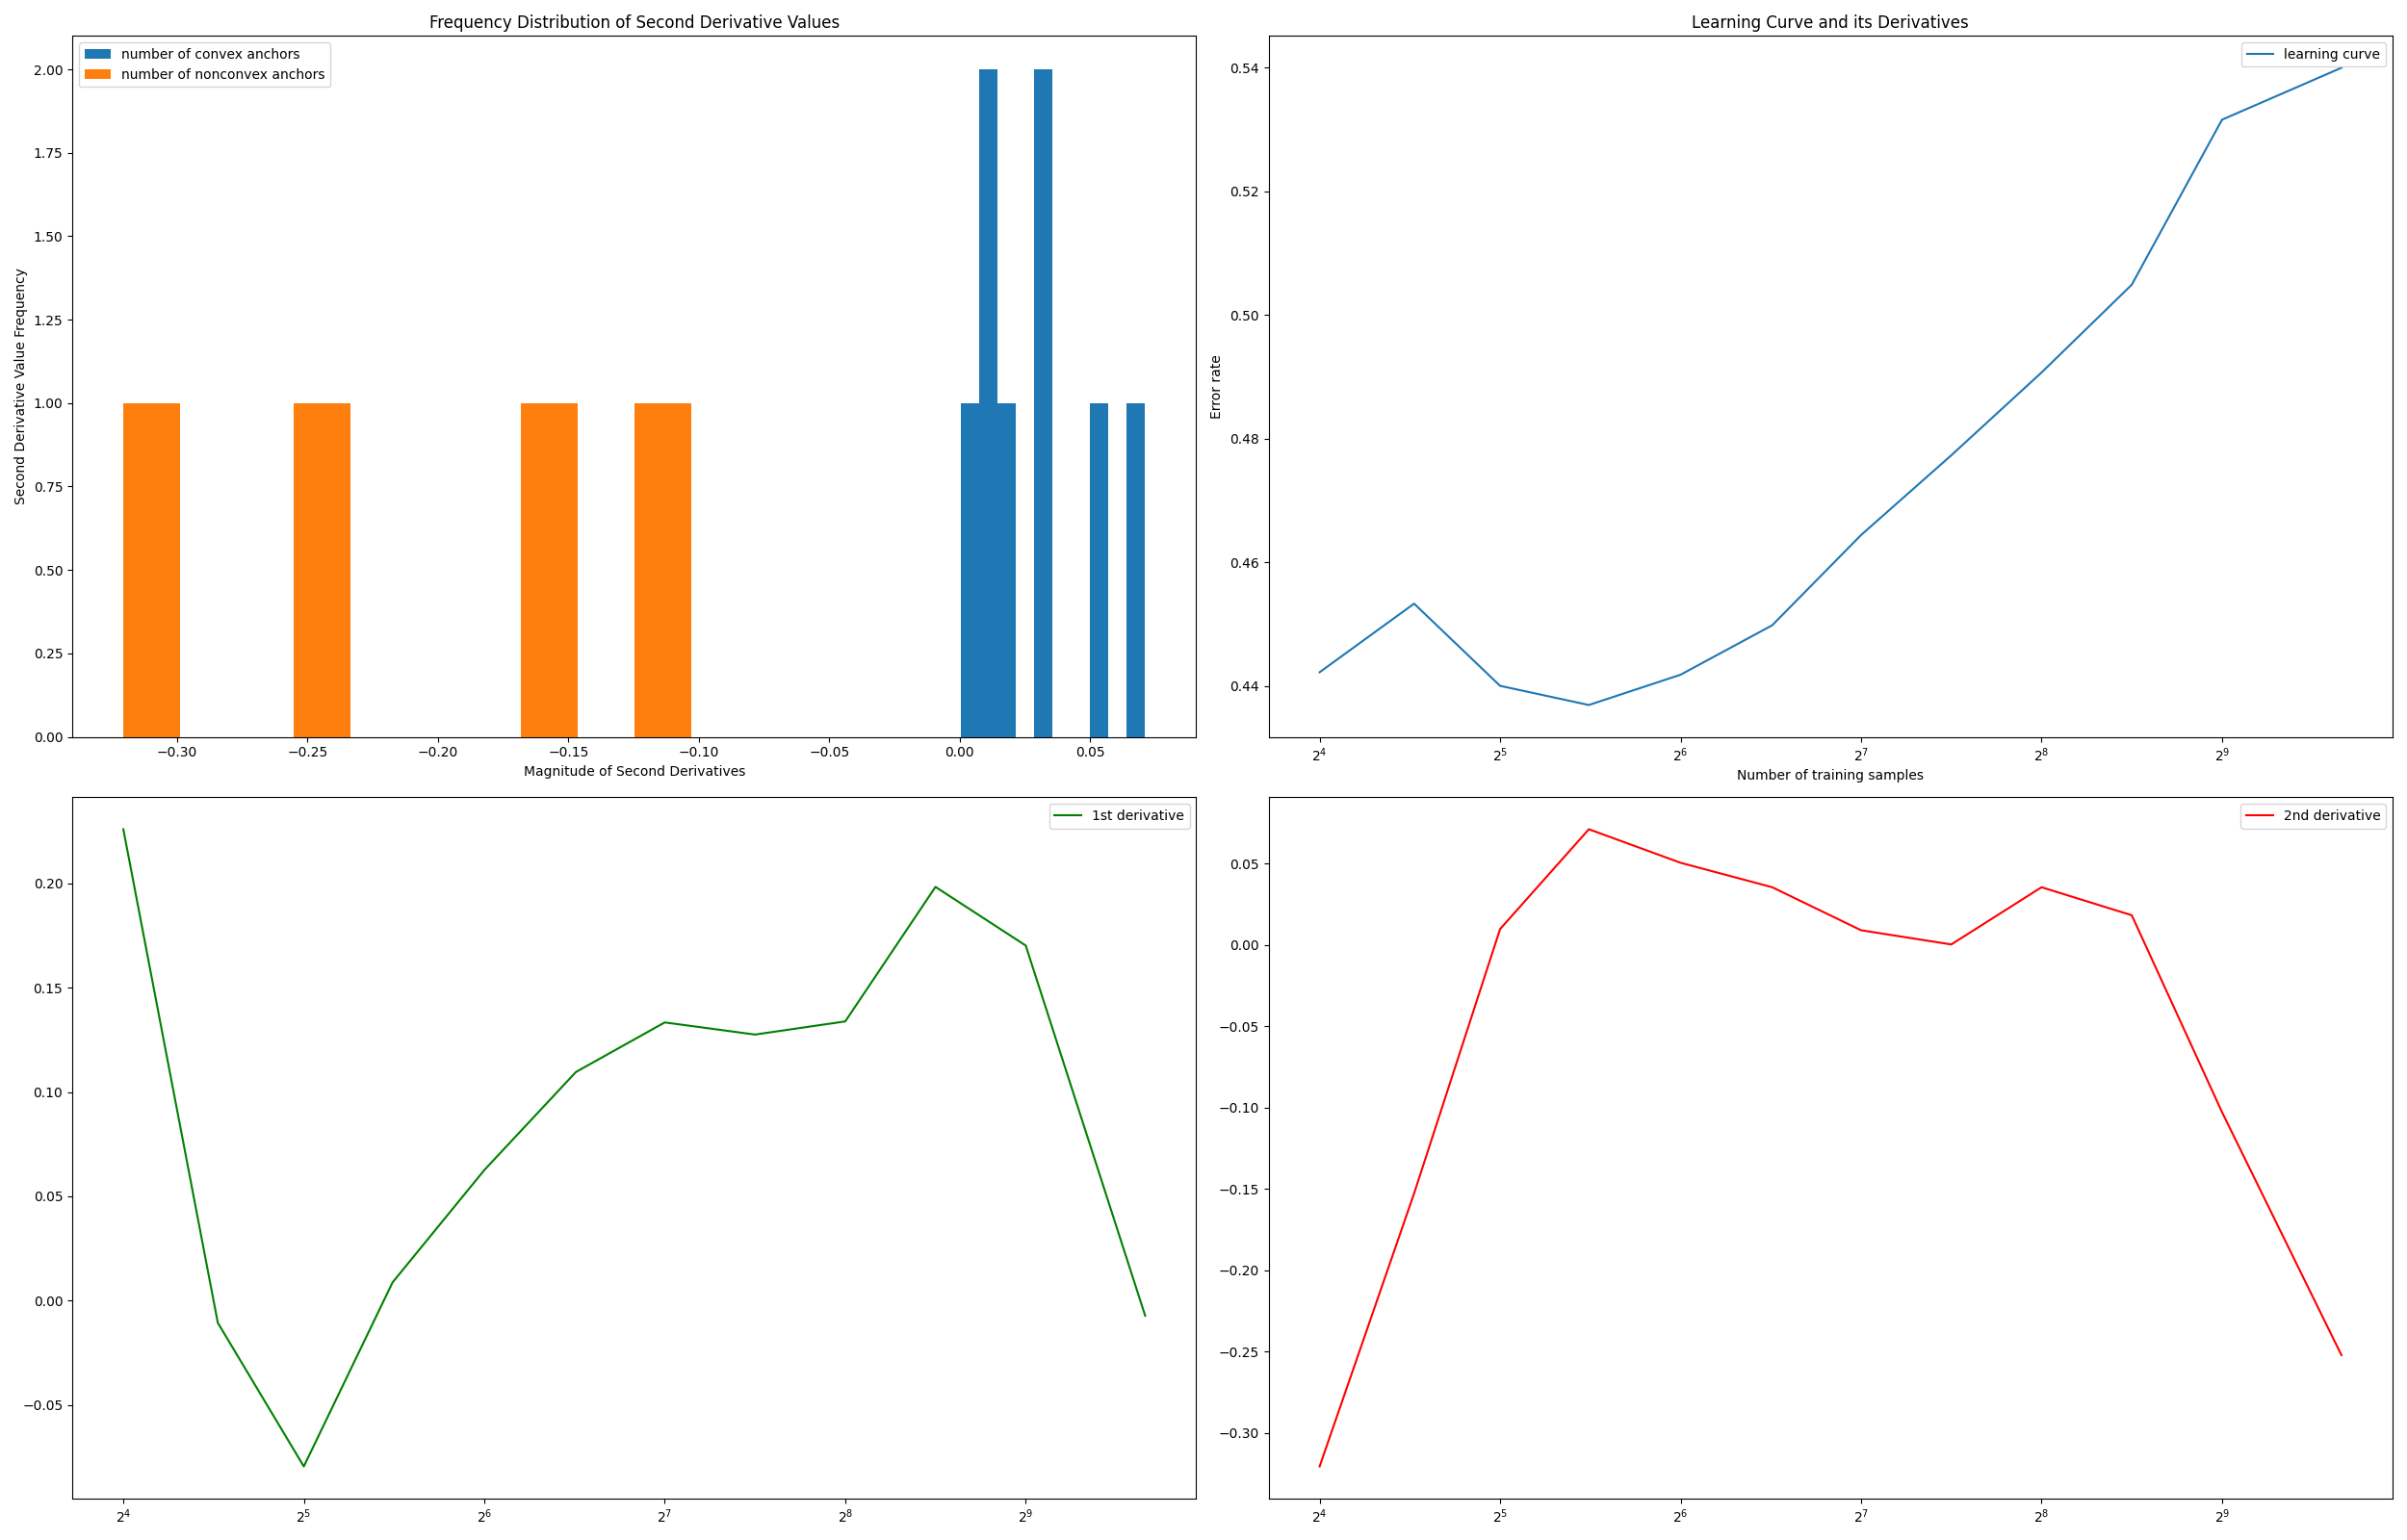 Frequency Distribution of Second Derivative Values
number of convex anchors
number of nonconvex anchors
2.00
1.75
1.50
1.25
1.00
0.75
0.50
0.25
0.00
Second Derivative Value Frequency
−0.30 −0.25 −0.20 −0.15 −0.10 −0.05 0.00 0.05
Magnitude of Second Derivatives
Learning Curve and its Derivatives
learning curve
0.54
0.52
0.50
0.48
0.46
0.44
Error rate
2⁴ 2⁵ 2⁶ 2⁷ 2⁸ 2⁹
Number of training samples
1st derivative
0.20
0.15
0.10
0.05
0.00
−0.05
2⁴ 2⁵ 2⁶ 2⁷ 2⁸ 2⁹
2nd derivative
0.05
0.00
−0.05
−0.10
−0.15
−0.20
−0.25
−0.30
2⁴ 2⁵ 2⁶ 2⁷ 2⁸ 2⁹